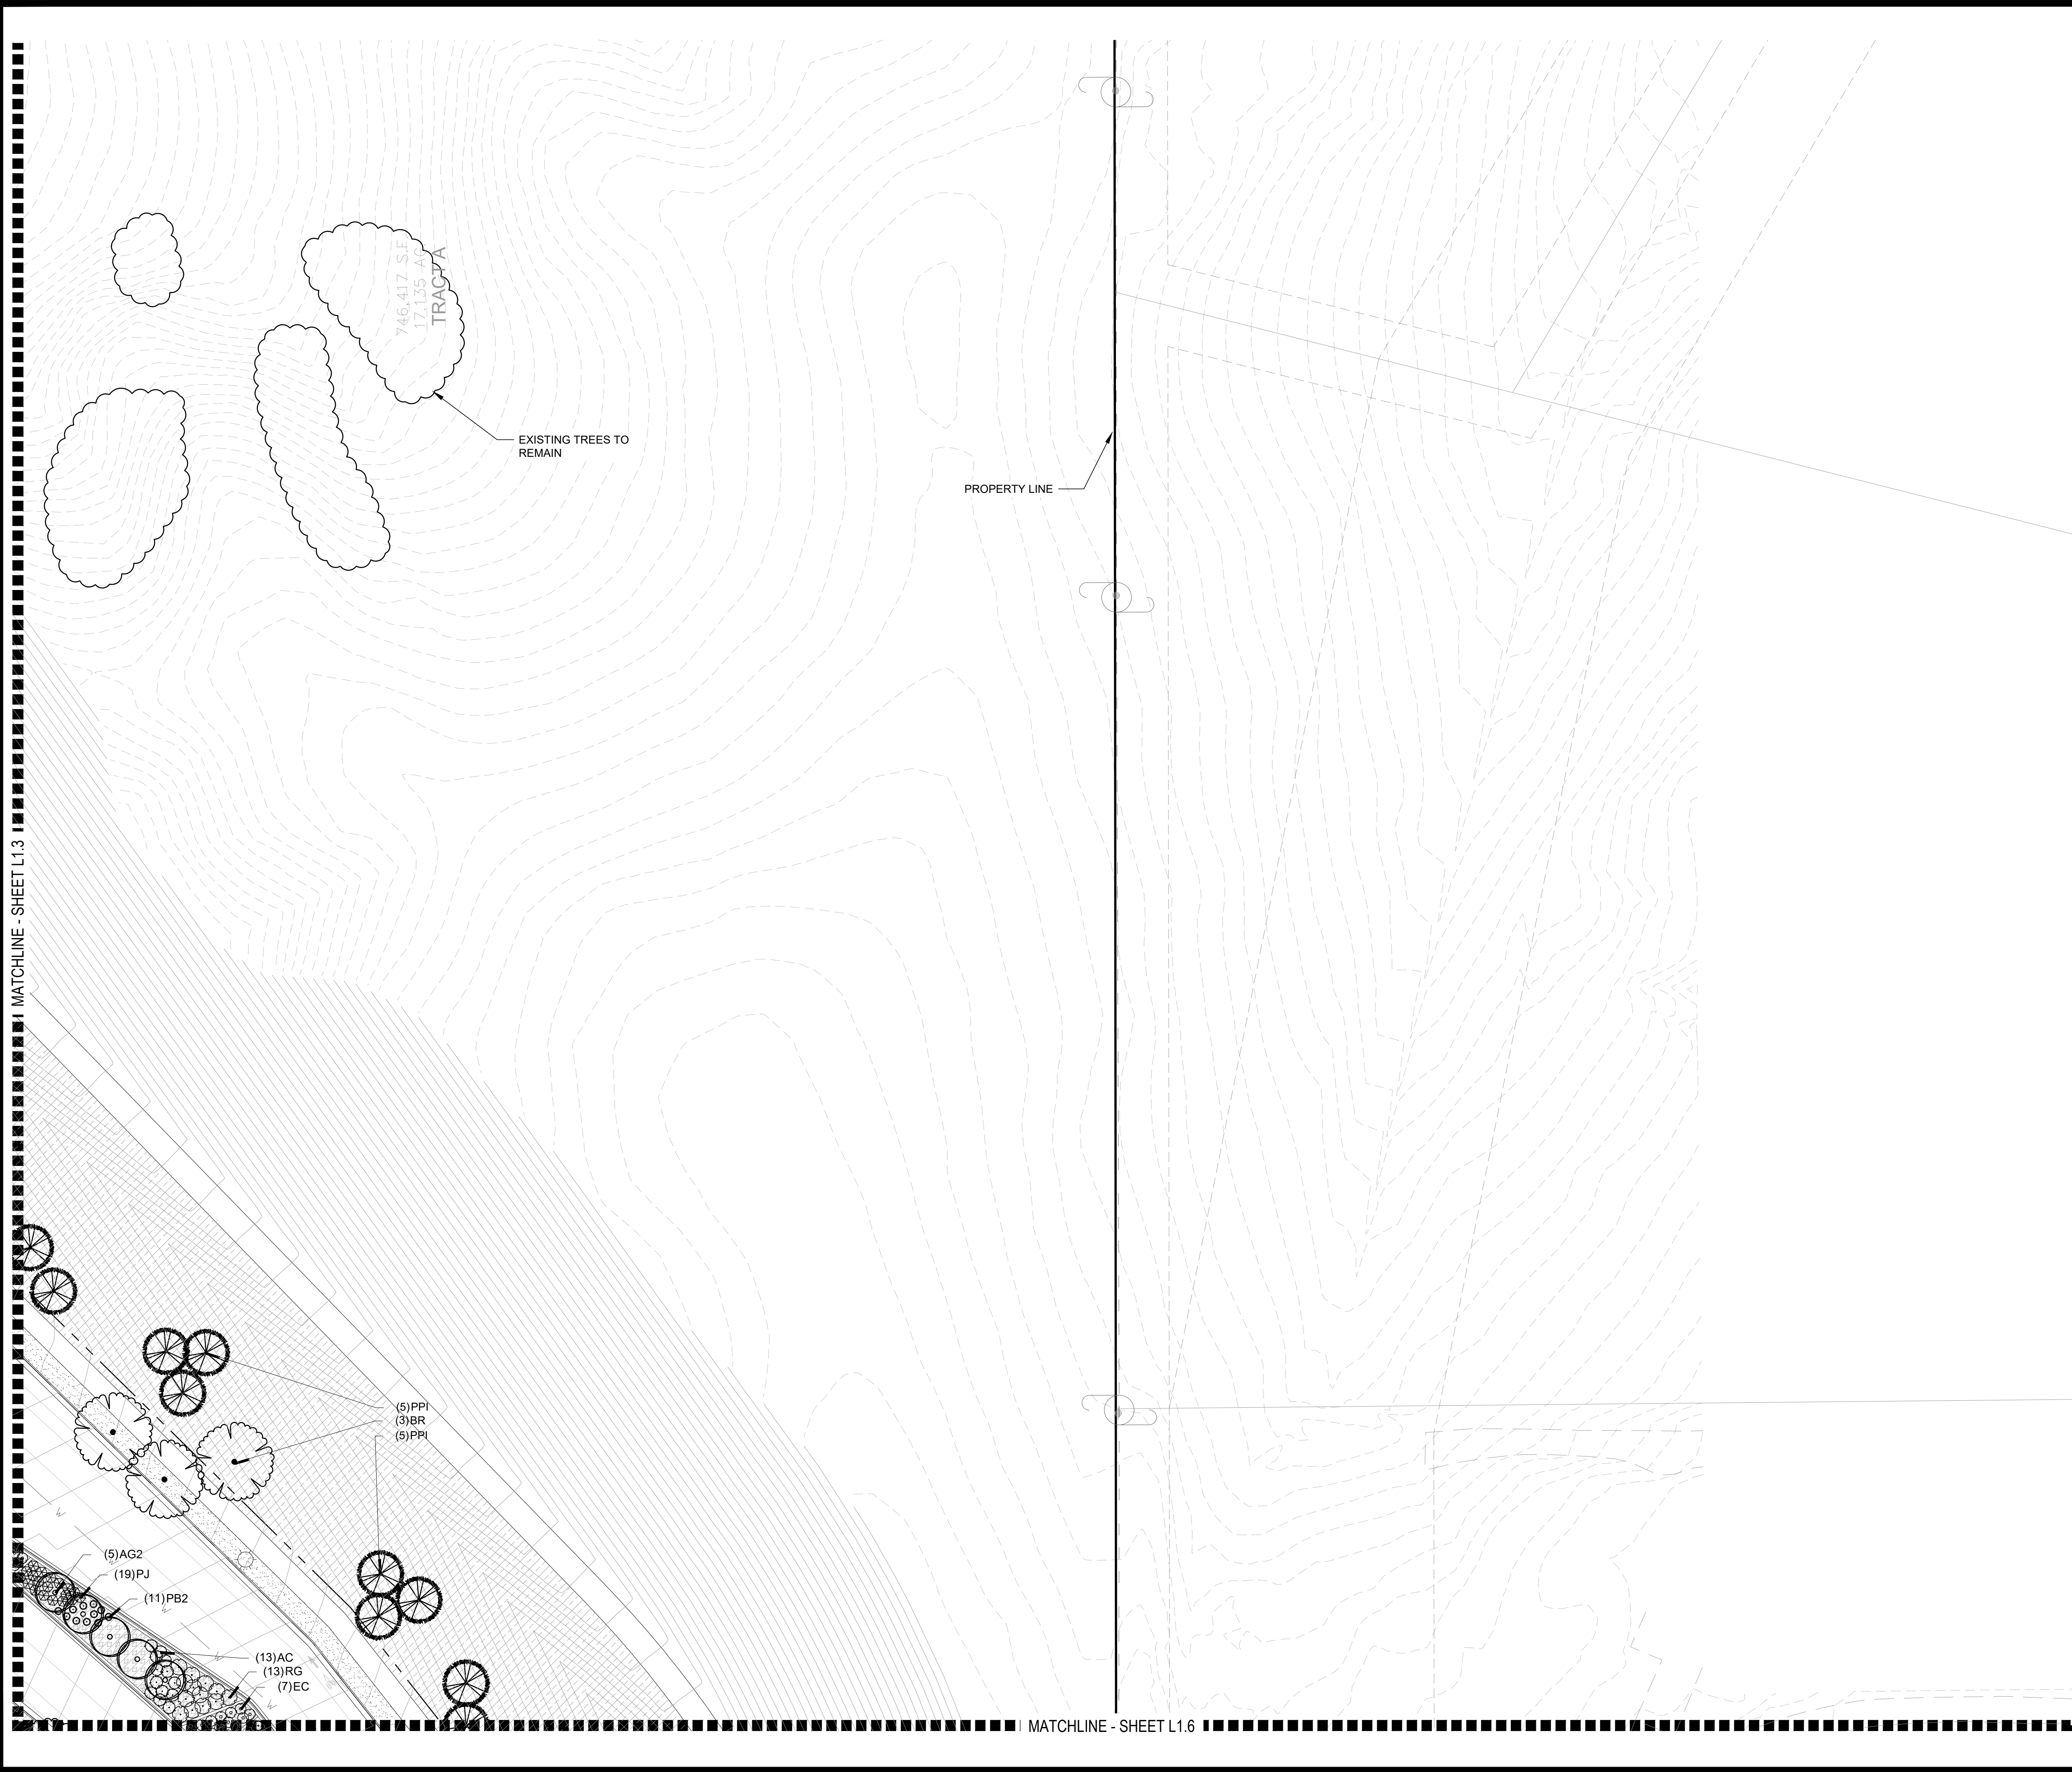 746,417 S.F.
17.135 AC
TRACT A
EXISTING TREES TO
REMAIN
PROPERTY LINE
MATCHLINE - SHEET L1.3
(5)PPI
(3)BR
(5)PPI
(5)AG2
(19)PJ
(11)PB2
(13)AC
(13)RG
(7)EC
W
W
W
W
W
W
MATCHLINE - SHEET L1.6